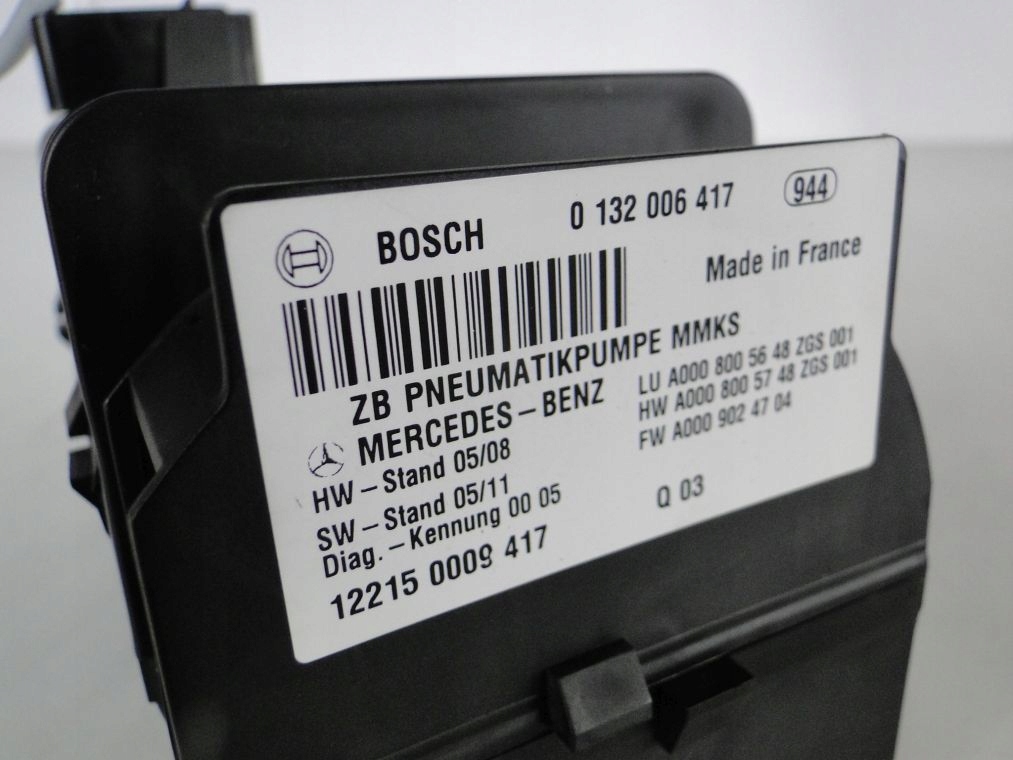 BOSCH 0 132 006 417 944
Made in France
ZB PNEUMATIKPUMPE MMKS
MERCEDES-BENZ
LU A000 800 56 48 ZGS 001
HW A000 800 57 48 ZGS 001
FW A000 902 47 04
HW-Stand 05/08
SW-Stand 05/11
Diag.-Kennung 00 05
Q 03
12215 0009 417